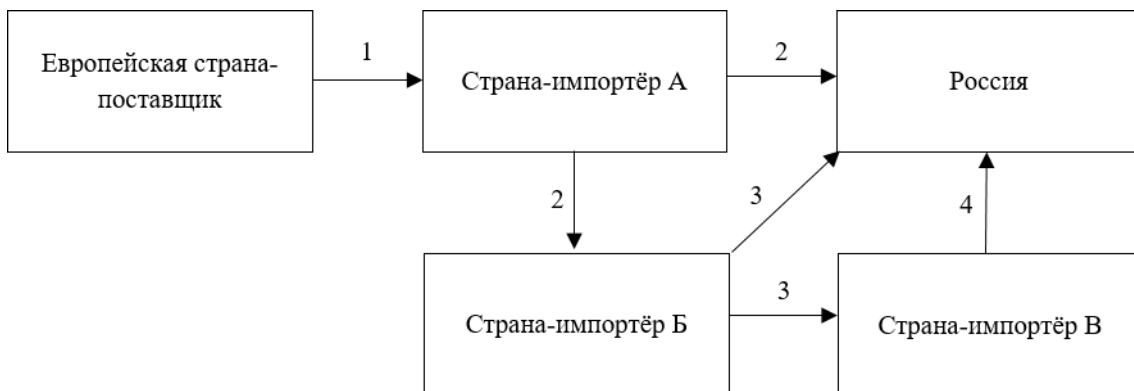 Европейская страна-
поставщик
1
Страна-импортёр А
2
Россия
2
3
4
Страна-импортёр Б
3
Страна-импортёр В